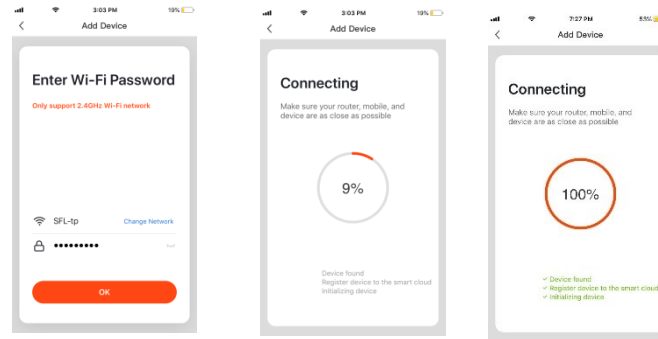 3:03 PM
19%
Add Device
Enter Wi-Fi Password
Only support 2.4GHz Wi-Fi network
SFL-tp
Change Network
•••••••••
OK
3:03 PM
19%
Add Device
Connecting
Make sure your router, mobile, and
device are as close as possible
9%
Device found
Register device to the smart cloud
Initializing device
7:27 PM
Add Device
Connecting
Make sure your router, mobile, and
device are as close as possible
100%
✓ Device found
✓ Register device to the smart cloud
✓ Initializing device